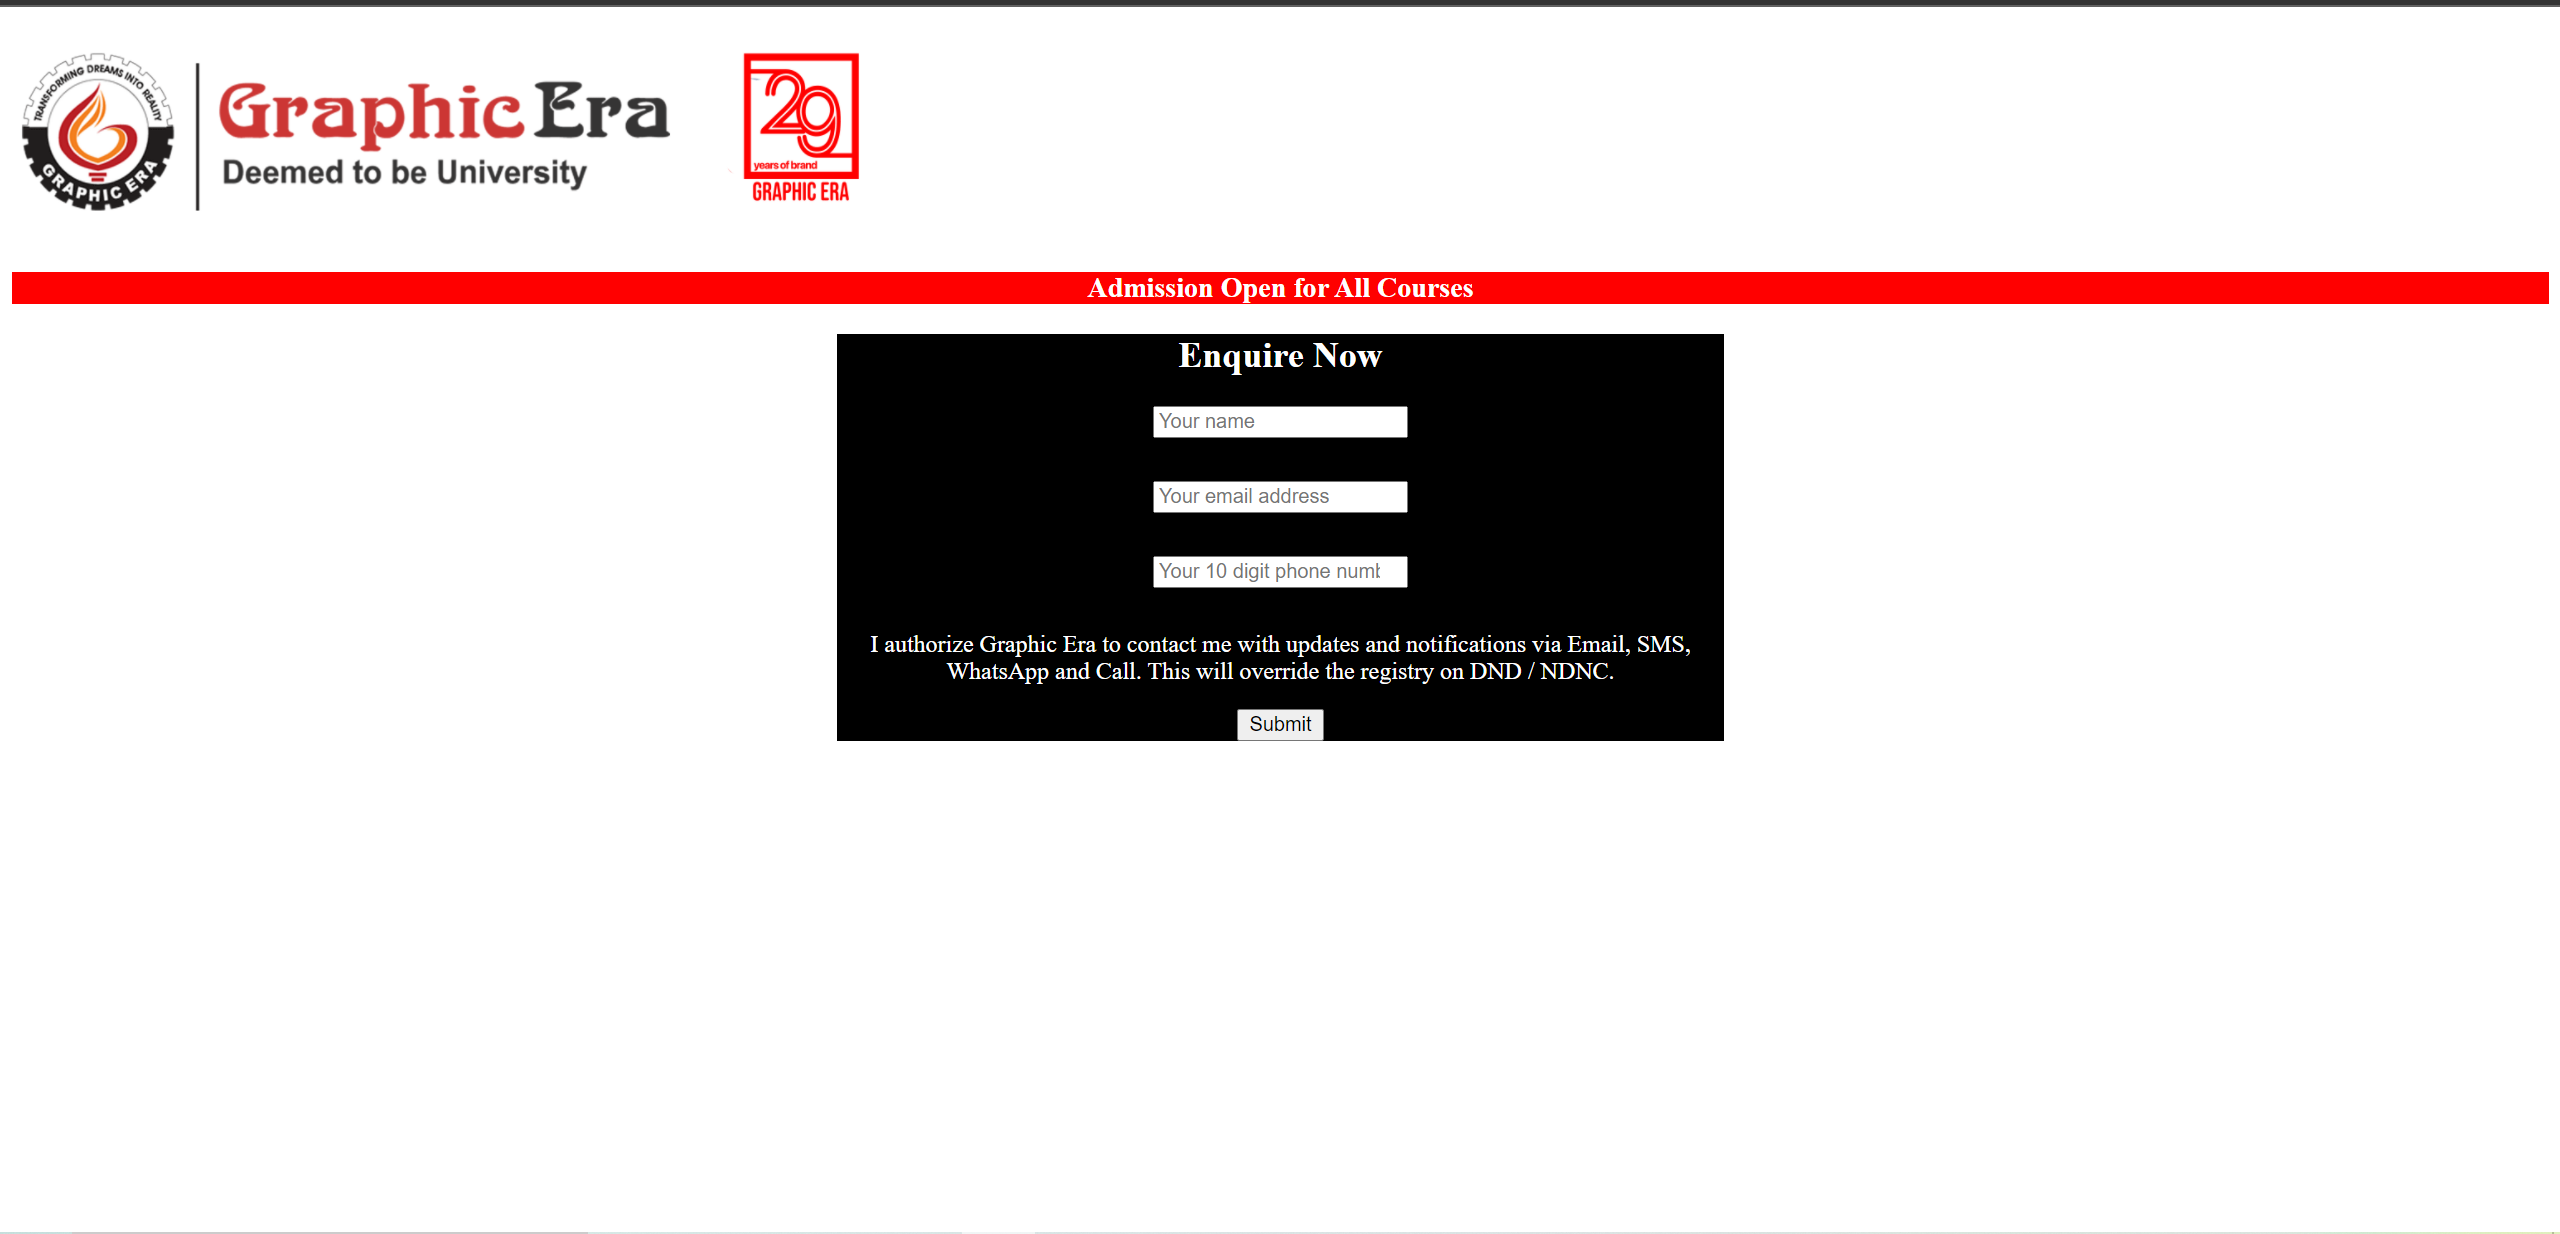 TRANSFORMING DREAMS INTO REALITY
GRAPHIC ERA
Graphic Era
Deemed to be University
29
years of brand
GRAPHIC ERA
Admission Open for All Courses
Enquire Now
Your name
Your email address
Your 10 digit phone numb
I authorize Graphic Era to contact me with updates and notifications via Email, SMS,
WhatsApp and Call. This will override the registry on DND / NDNC.
Submit